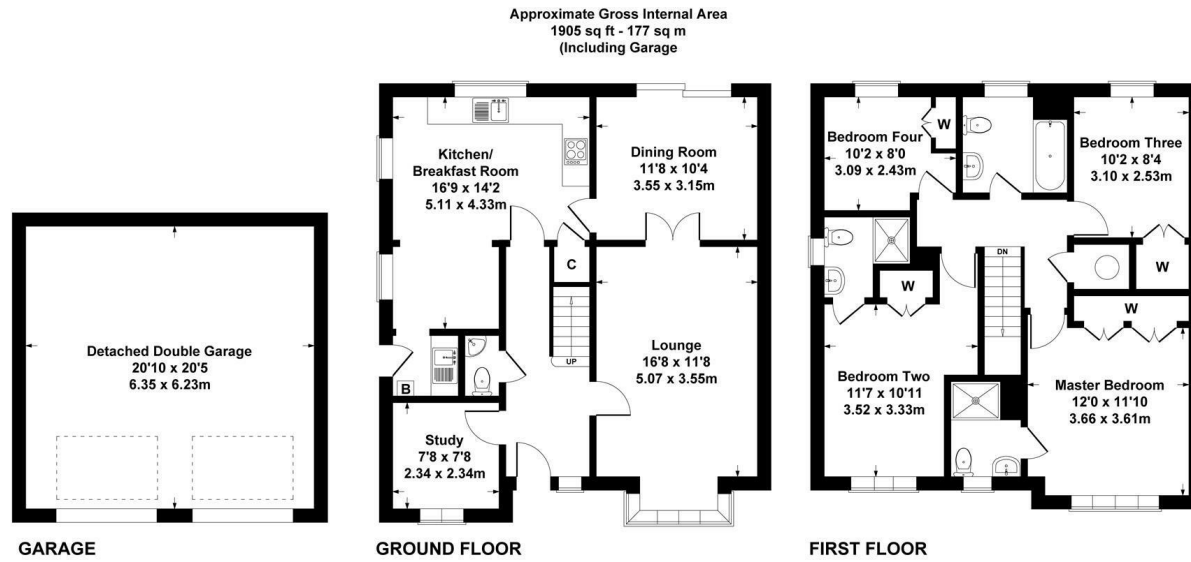 Approximate Gross Internal Area
1905 sq ft - 177 sq m
(Including Garage
Detached Double Garage
20'10 x 20'5
6.35 x 6.23m
GARAGE
Kitchen/
Breakfast Room
16'9 x 14'2
5.11 x 4.33m
Dining Room
11'8 x 10'4
3.55 x 3.15m
C
UP
Lounge
16'8 x 11'8
5.07 x 3.55m
B
Study
7'8 x 7'8
2.34 x 2.34m
GROUND FLOOR
Bedroom Four
10'2 x 8'0
3.09 x 2.43m
W
Bedroom Three
10'2 x 8'4
3.10 x 2.53m
W
DN
W
W
Bedroom Two
11'7 x 10'11
3.52 x 3.33m
Master Bedroom
12'0 x 11'10
3.66 x 3.61m
FIRST FLOOR